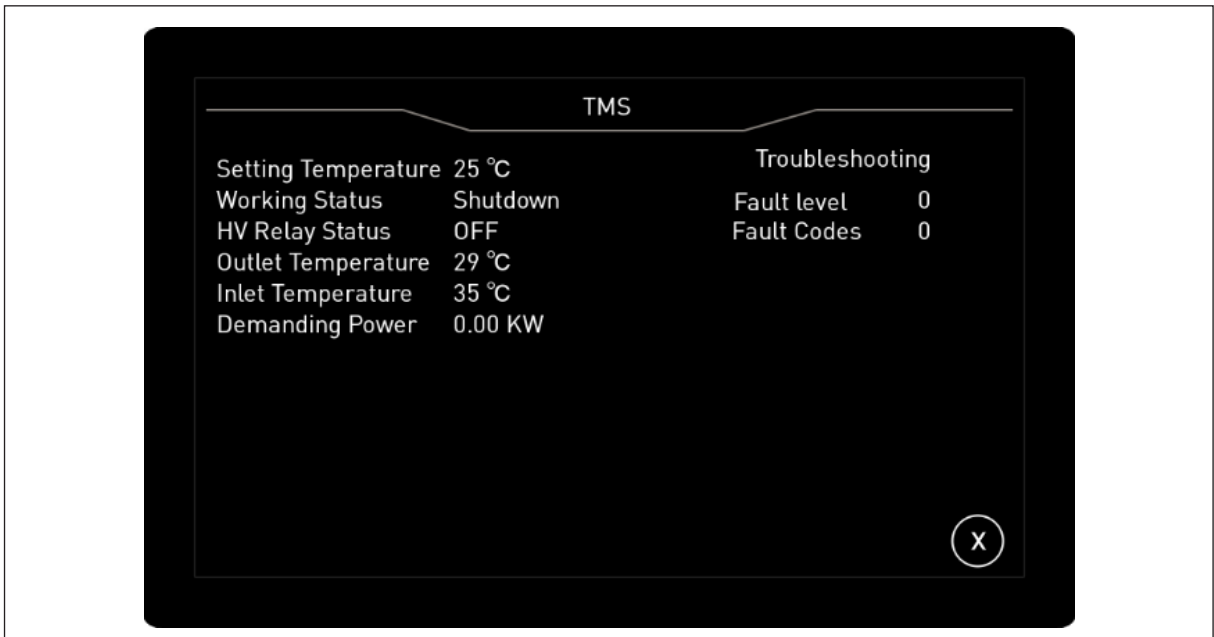 TMS
Setting Temperature 25 ℃
Working Status Shutdown
HV Relay Status OFF
Outlet Temperature 29 ℃
Inlet Temperature 35 ℃
Demanding Power 0.00 KW
Troubleshooting
Fault level 0
Fault Codes 0
X